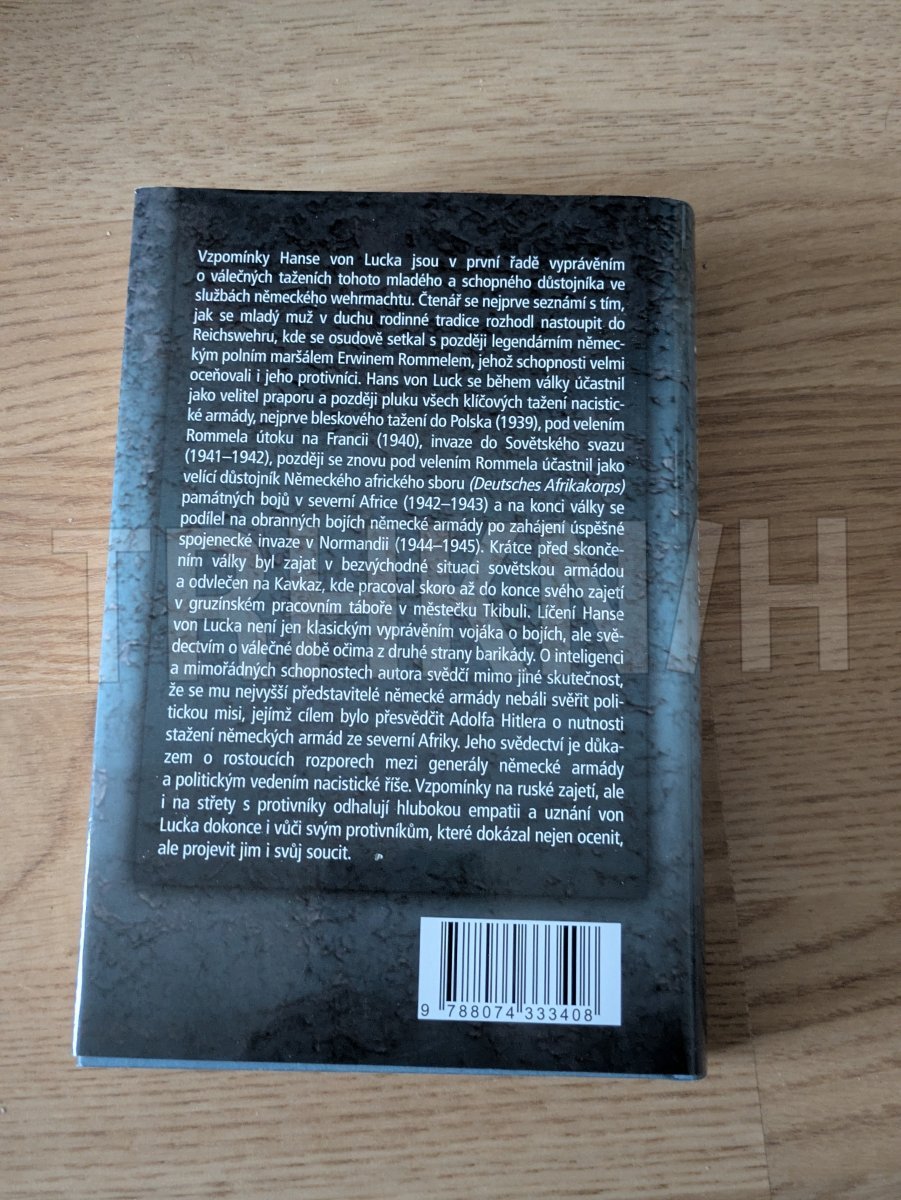 Vzpomínky Hanse von Lucka jsou v první řadě vyprávěním
o válečných taženích tohoto mladého a schopného důstojníka ve
službách německého wehrmachtu. Čtenář se nejprve seznámí s tím,
jak se mladý muž v duchu rodinné tradice rozhodl nastoupit do
Reichswehru, kde se osudově setkal s později legendárním němec-
kým polním maršálem Erwinem Rommelem, jehož schopnosti velmi
oceňovali i jeho protivníci. Hans von Luck se během války účastnil
jako velitel praporu a později pluku všech klíčových tažení nacistic-
ké armády, nejprve bleskového tažení do Polska (1939), pod velením
Rommela útoku na Francii (1940), invaze do Sovětského svazu
(1941–1942), později se znovu pod velením Rommela účastnil jako
velící důstojník Německého afrického sboru (Deutsches Afrikakorps)
památných bojů v severní Africe (1942–1943) a na konci války se
podílel na obranných bojích německé armády po zahájení úspěšné
spojenecké invaze v Normandii (1944–1945). Krátce před skonče-
ním války byl zajat v bezvýchodné situaci sovětskou armádou
a odvlečen na Kavkaz, kde pracoval skoro až do konce svého zajetí
v gruzínském pracovním táboře v městečku Tkibuli. Líčení Hanse
von Lucka není jen klasickým vyprávěním vojáka o bojích, ale svě-
dectvím o válečné době očima z druhé strany barikády. O inteligenci
a mimořádných schopnostech autora svědčí mimo jiné skutečnost,
že se mu nejvyšší představitelé německé armády nebáli svěřit poli-
tickou misi, jejímž cílem bylo přesvědčit Adolfa Hitlera o nutnosti
stažení německých armád ze severní Afriky. Jeho svědectví je důka-
zem o rostoucích rozporech mezi generály německé armády
a politickým vedením nacistické říše. Vzpomínky na ruské zajetí, ale
i na střety s protivníky odhalují hlubokou empatii a uznání von
Lucka dokonce i vůči svým protivníkům, které dokázal nejen ocenit,
ale projevit jim i svůj soucit.
9 788074 333408